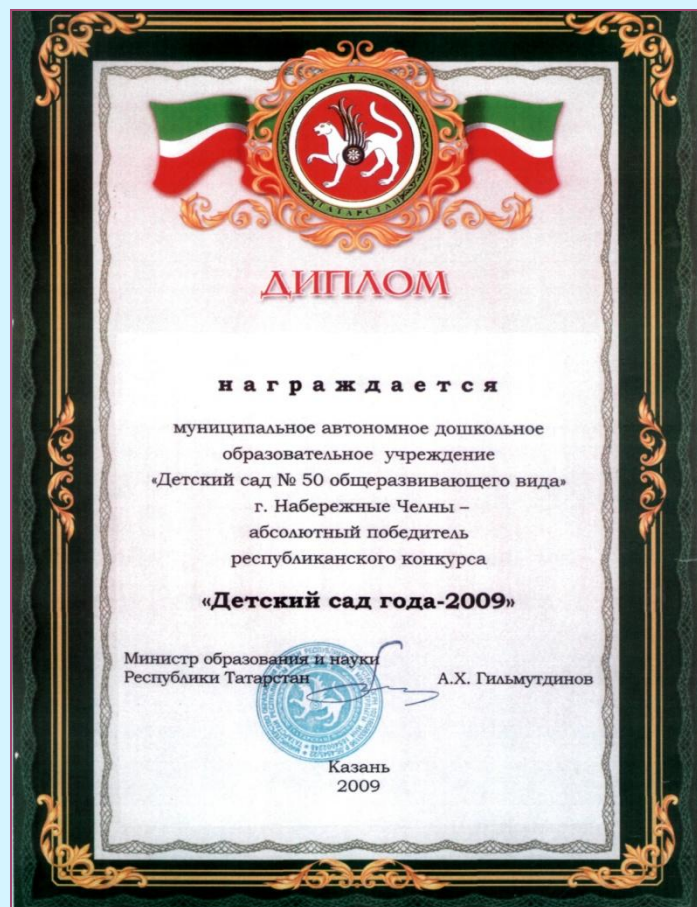 ТАТАРСТАН
ДИПЛОМ
награждается
муниципальное автономное дошкольное
образовательное учреждение
«Детский сад № 50 общеразвивающего вида»
г. Набережные Челны –
абсолютный победитель
республиканского конкурса
«Детский сад года-2009»
Министр образования и науки
Республики Татарстан А.Х. Гильмутдинов
Казань
2009